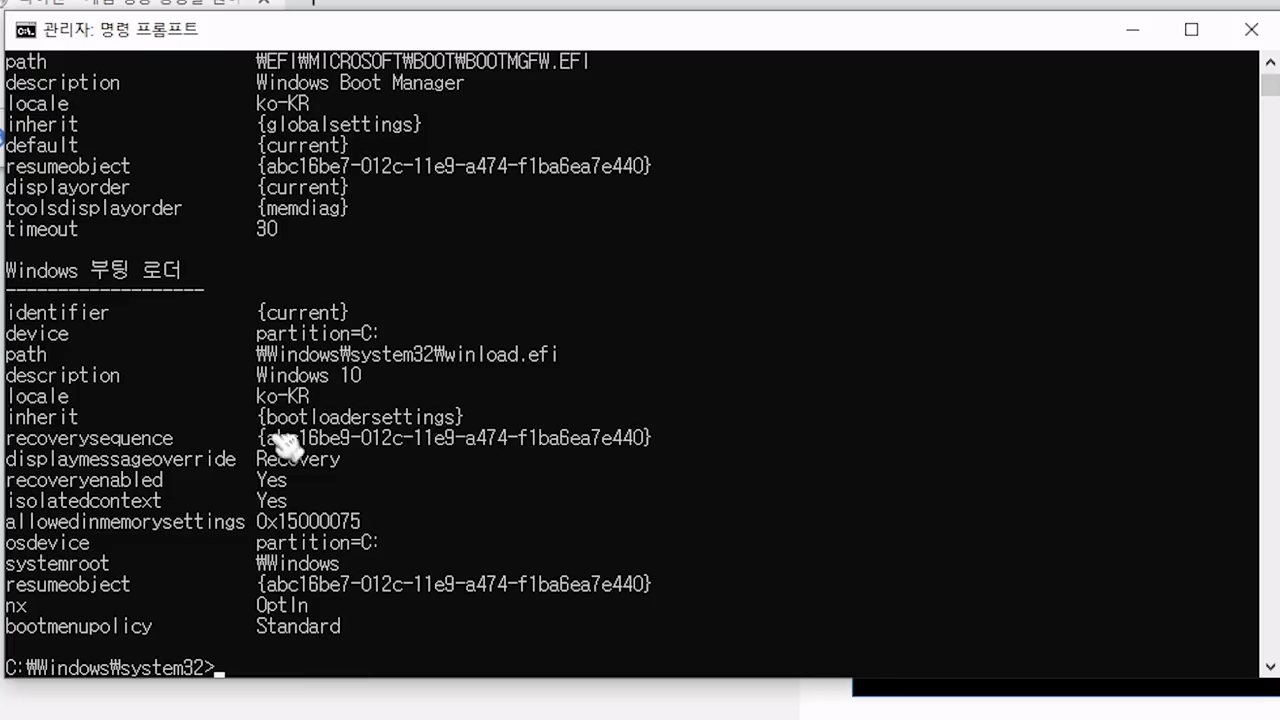 관리자: 명령 프롬프트
path ₩EFI₩MICROSOFT₩BOOT₩BOOTMGFW.EFI
description Windows Boot Manager
locale ko-KR
inherit {globalsettings}
default {current}
resumeobject {abc16be7-012c-11e9-a474-f1ba6ea7e440}
displayorder {current}
toolsdisplayorder {memdiag}
timeout 30
Windows 부팅 로더
-------------------
identifier {current}
device partition=C:
path ₩Windows₩system32₩winload.efi
description Windows 10
locale ko-KR
inherit {bootloadersettings}
recoverysequence {abc16be9-012c-11e9-a474-f1ba6ea7e440}
displaymessageoverride Recovery
recoveryenabled Yes
isolatedcontext Yes
allowedinmemorysettings 0x15000075
osdevice partition=C:
systemroot ₩Windows
resumeobject {abc16be7-012c-11e9-a474-f1ba6ea7e440}
nx OptIn
bootmenupolicy Standard
C:₩Windows₩system32>